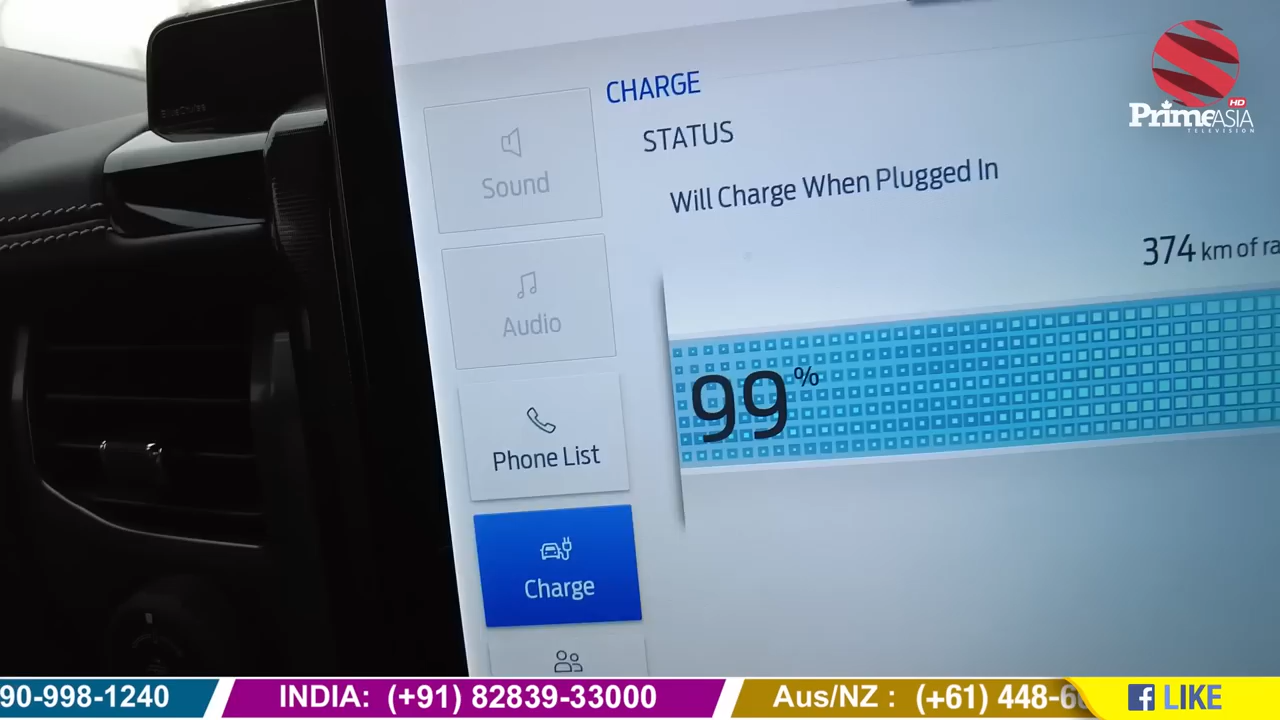 BlueCruise
CHARGE
STATUS
Will Charge When Plugged In
374 km of ra
99%
Sound
Audio
Phone List
Charge
HD
PrimeASIA
TELEVISION
90-998-1240
INDIA: (+91) 82839-33000
Aus/NZ : (+61) 448-6
LIKE